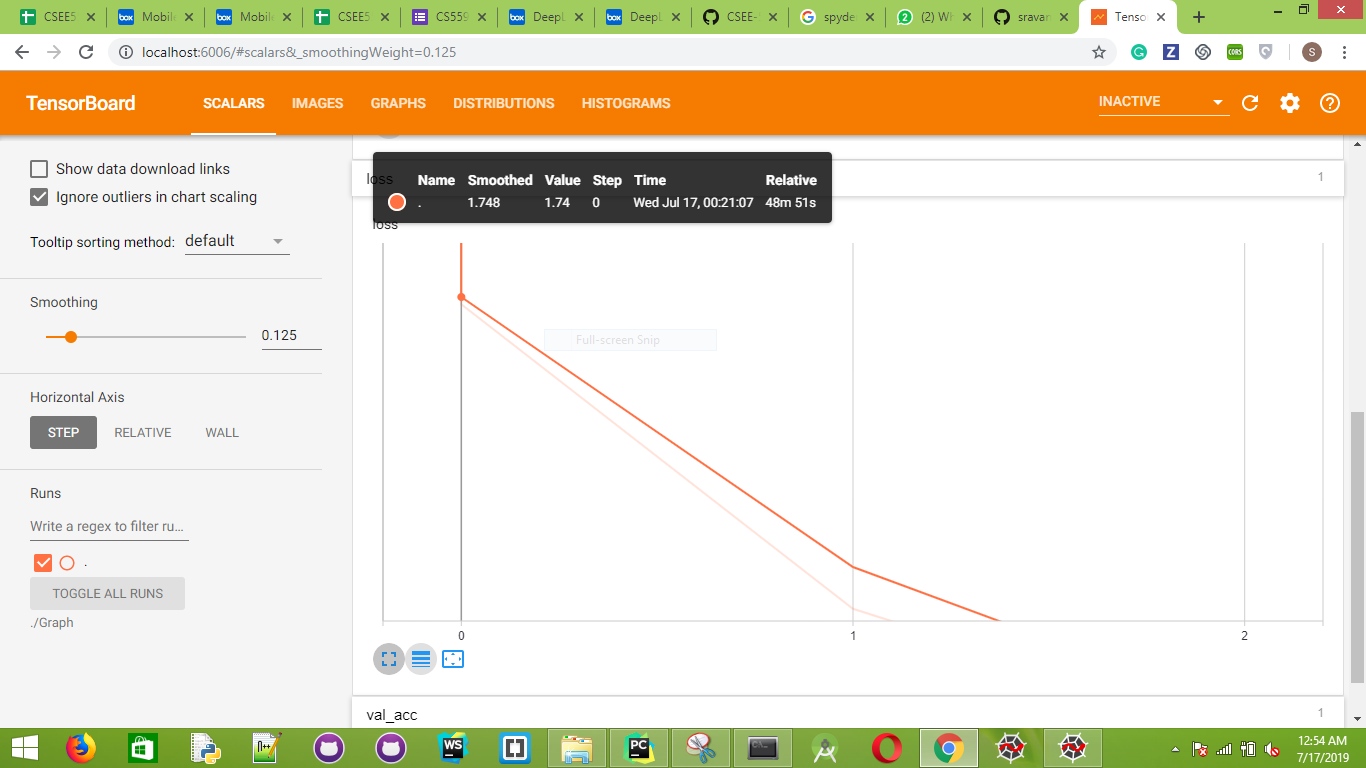 CSEE5 Mobile Mobile CSEE5 CS559 DeepL DeepL CSEE- spyde (2) Wh sravan Tenso
localhost:6006/#scalars&_smoothingWeight=0.125
TensorBoard SCALARS IMAGES GRAPHS DISTRIBUTIONS HISTOGRAMS INACTIVE
Show data download links
Ignore outliers in chart scaling
Tooltip sorting method: default
Smoothing
0.125
Horizontal Axis
STEP RELATIVE WALL
Runs
Write a regex to filter ru...
.
TOGGLE ALL RUNS
./Graph
loss 1
Name Smoothed Value Step Time Relative
. 1.748 1.74 0 Wed Jul 17, 00:21:07 48m 51s
loss
Full-screen Snip
0 1 2
val_acc 1
12:54 AM
7/17/2019